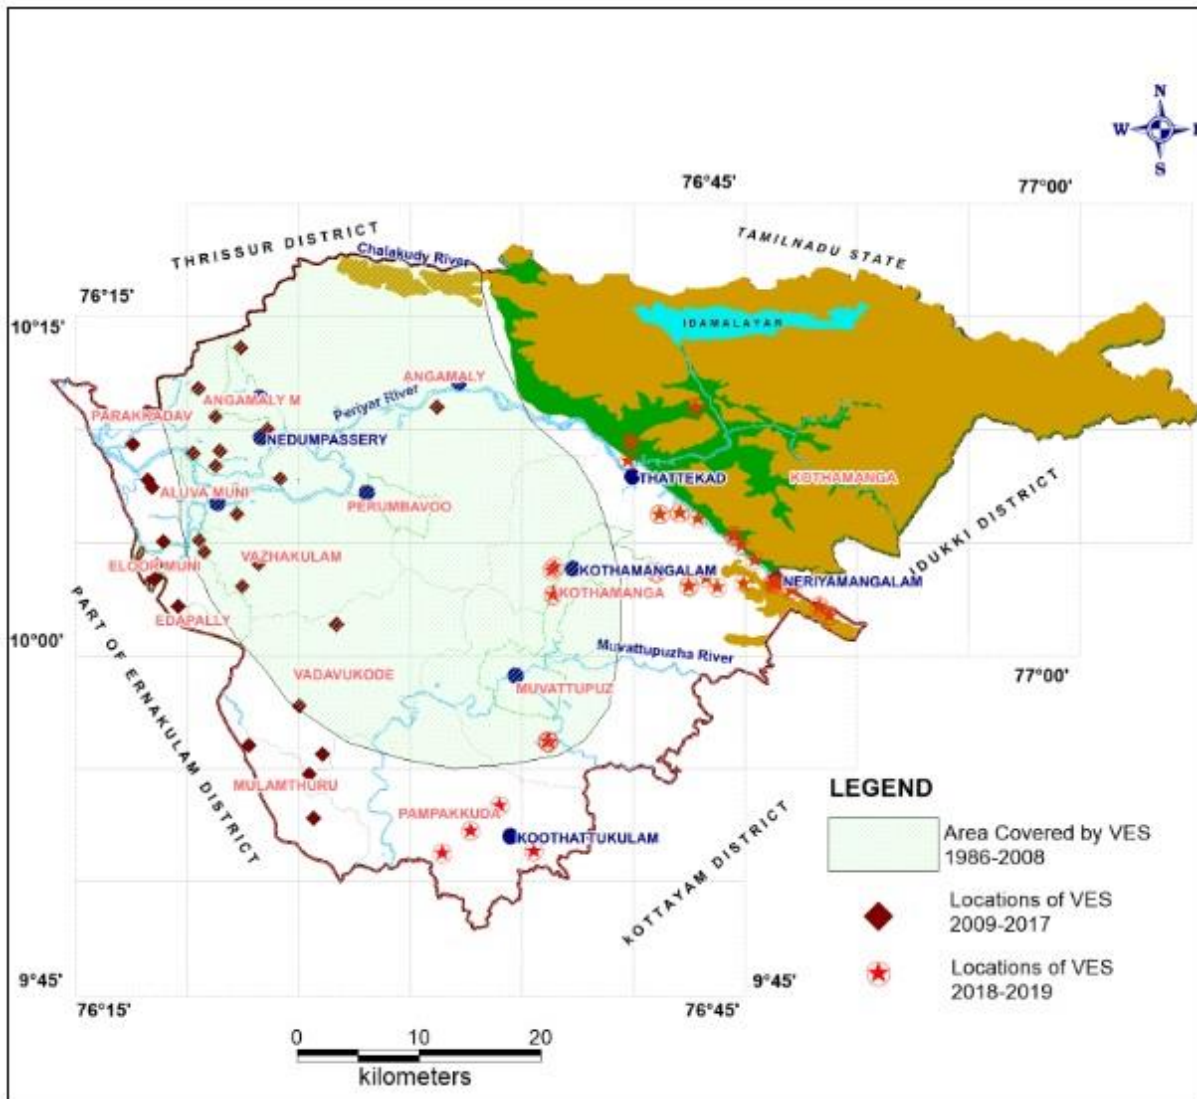 N
W
S
76°45'
77°00'
THRISSUR DISTRICT
TAMILNADU STATE
Chalakudy River
76°15'
10°15'
IDAMALAYAR
ANGAMALY
PARAKKADAV
ANGAMALY M
Periyar River
NEDUMPASSERY
THATTEKAD
KOTHAMANGA
ALUVA MUNI
PERUMBAVOO
IDUKKI DISTRICT
VAZHAKULAM
ELOOR MUNI
KOTHAMANGALAM
NERIYAMANGALAM
KOTHAMANGA
EDAPALLY
10°00'
Muvattupuzha River
77°00'
VADAVUKODE
MUVATTUPUZ
PART OF ERNAKULAM DISTRICT
MULAMTHURU
PAMPAKKUDA
KOOTHATTUKULAM
kOTTAYAM DISTRICT
LEGEND
Area Covered by VES
1986-2008
Locations of VES
2009-2017
Locations of VES
2018-2019
9°45'
9°45'
76°15'
76°45'
0 10 20
kilometers